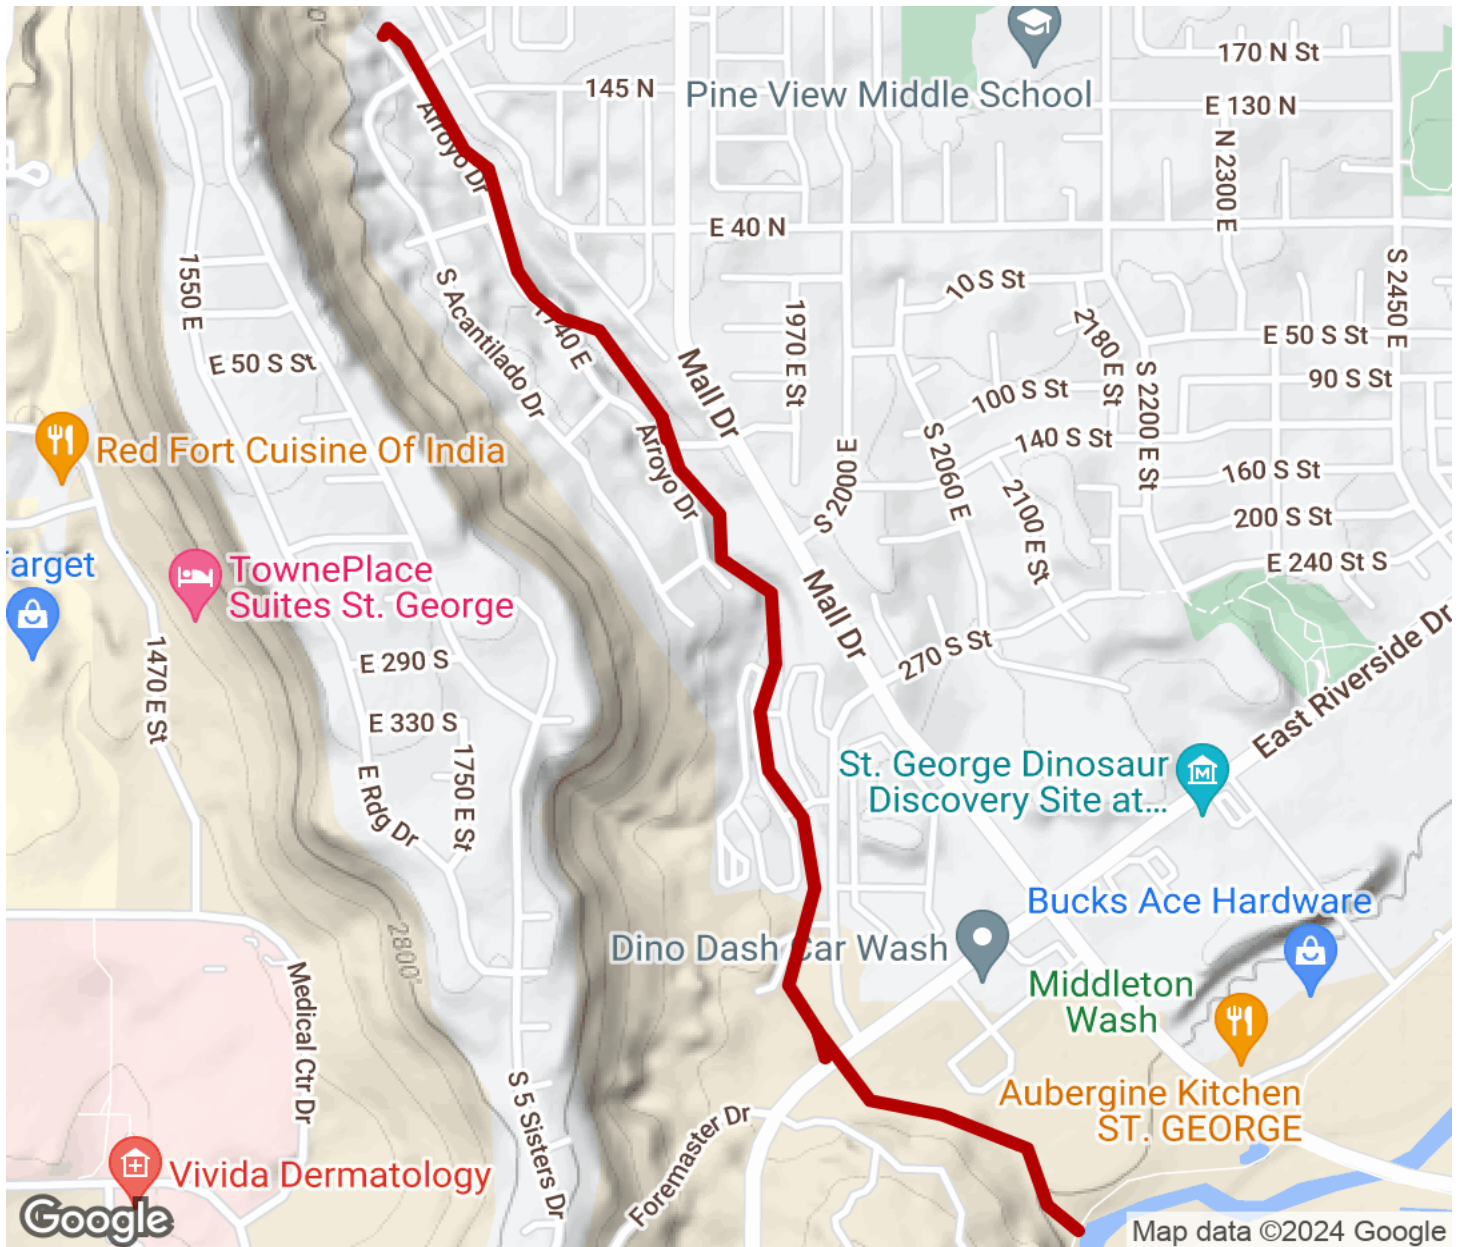 170 N St
145 N
Pine View Middle School
E 130 N
N 2300 E
Arroyo Dr
E 40 N
S 2450 E
1550 E
S Acantilado Dr
10 S St
1970 E St
1740 E
2180 E St
E 50 S St
E 50 S St
Mall Dr
S 2200 E St
90 S St
100 S St
140 S St
Red Fort Cuisine Of India
Arroyo Dr
S 2000 E
S 2060 E
160 S St
2100 E St
200 S St
Target
TownePlace
Suites St. George
E 240 St S
Mall Dr
1470 E St
E 290 S
270 S St
East Riverside Dr
E 330 S
1750 E St
E Rdg Dr
St. George Dinosaur
Discovery Site at...
Bucks Ace Hardware
2800'
Dino Dash Car Wash
Medical Ctr Dr
Middleton
Wash
S 5 Sisters Dr
Foremaster Dr
Aubergine Kitchen
ST. GEORGE
Vivida Dermatology
Google
Map data ©2024 Google